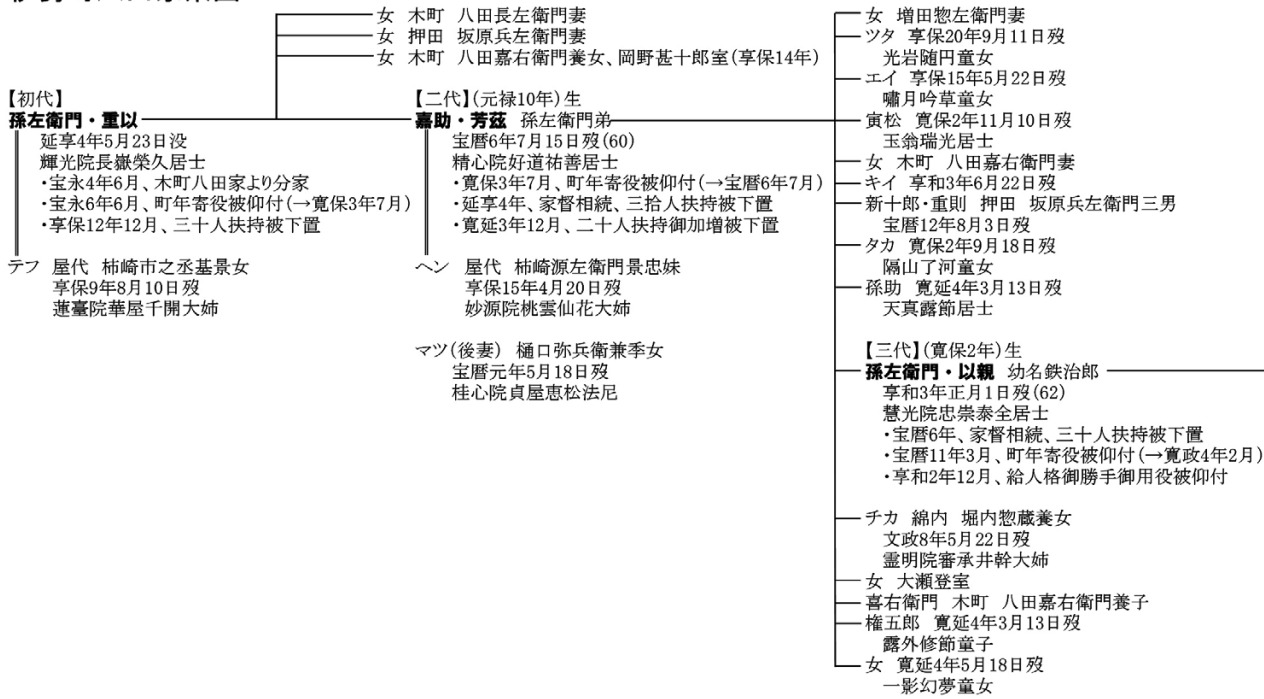 女 木町 八田長左衛門妻
女 押田 坂原兵左衛門妻
女 木町 八田嘉右衛門養女、岡野甚十郎室(享保14年)
【初代】
孫左衛門・重以
延享4年5月23日没
輝光院長嶽榮久居士
・宝永4年6月、木町八田家より分家
・宝永6年6月、町年寄役被仰付(→寛保3年7月)
・享保12年12月、三十人扶持被下置
テフ 屋代 柿崎市之丞基景女
享保9年8月10日歿
蓮臺院華屋千開大姉
【二代】(元禄10年)生
嘉助・芳茲 孫左衛門弟
宝暦6年7月15日歿(60)
精心院好道祐善居士
・寛保3年7月、町年寄役被仰付(→宝暦6年7月)
・延享4年、家督相続、三拾人扶持被下置
・寛延3年12月、二十人扶持御加増被下置
ヘン 屋代 柿崎源左衛門景忠妹
享保15年4月20日歿
妙源院桃雲仙花大姉
マツ(後妻) 樋口弥兵衛兼季女
宝暦元年5月18日歿
桂心院貞屋恵松法尼
女 増田惣左衛門妻
ツタ 享保20年9月11日歿
光岩随円童女
エイ 享保15年5月22日歿
嘯月吟草童女
寅松 寛保2年11月10日歿
玉翁瑞光居士
女 木町 八田嘉右衛門妻
キイ 享和3年6月22日歿
新十郎・重則 押田 坂原兵左衛門三男
宝暦12年8月3日歿
タカ 寛保2年9月18日歿
隔山了河童女
孫助 寛延4年3月13日歿
天真露節居士
【三代】(寛保2年)生
孫左衛門・以親 幼名鉄治郎
享和3年正月1日歿(62)
慧光院忠崇泰全居士
・宝暦6年、家督相続、三十人扶持被下置
・宝暦11年3月、町年寄役被仰付(→寛政4年2月)
・享和2年12月、給人格御勝手御用役被仰付
チカ 綿内 堀内惣蔵養女
文政8年5月22日歿
霊明院審承井幹大姉
女 大瀬登室
喜右衛門 木町 八田嘉右衛門養子
権五郎 寛延4年3月13日歿
露外修節童子
女 寛延4年5月18日歿
一影幻夢童女